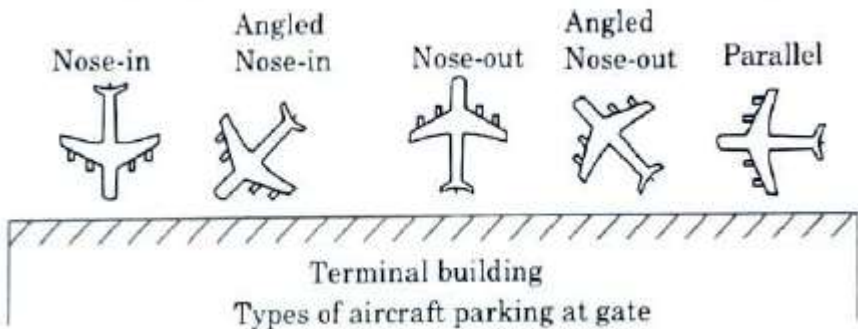 Nose-in
Angled
Nose-in
Nose-out
Angled
Nose-out
Parallel
Terminal building
Types of aircraft parking at gate